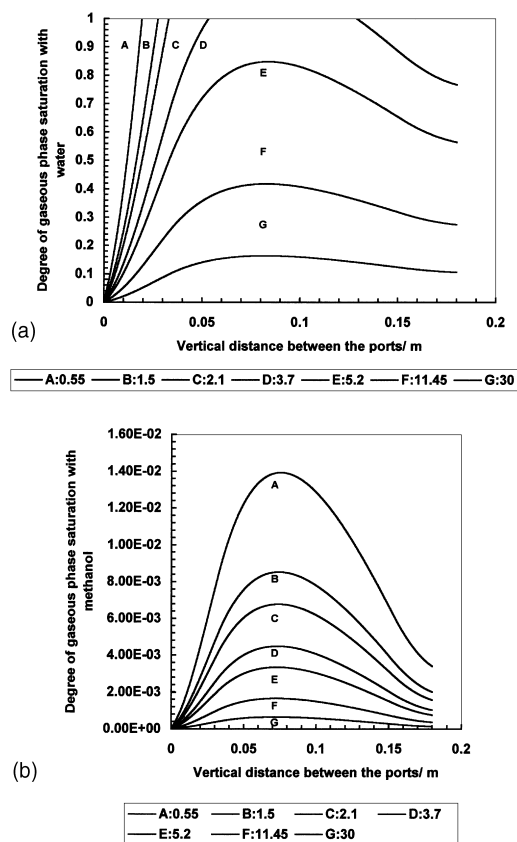 Degree of gaseous phase saturation with
water
1
0.9
0.8
0.7
0.6
0.5
0.4
0.3
0.2
0.1
0
A B C D
E
F
G
0 0.05 0.1 0.15 0.2
Vertical distance between the ports/ m
(a)
A:0.55 B:1.5 C:2.1 D:3.7 E:5.2 F:11.45 G:30
Degree of gaseous phase saturation with
methanol
1.60E-02
1.40E-02
1.20E-02
1.00E-02
8.00E-03
6.00E-03
4.00E-03
2.00E-03
0.00E+00
A
B
C
D
E
F
G
0 0.05 0.1 0.15 0.2
Vertical distance between the ports/ m
(b)
A:0.55 B:1.5 C:2.1 D:3.7
E:5.2 F:11.45 G:30